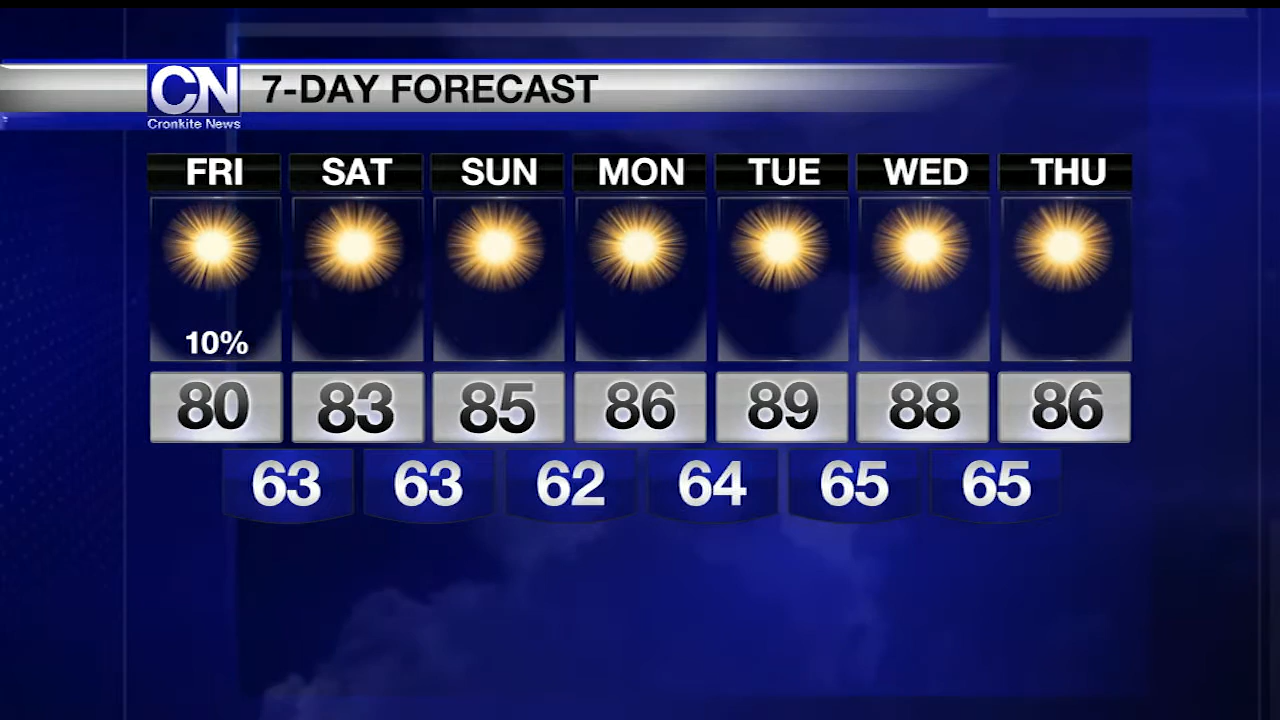 CN 7-DAY FORECAST
Cronkite News
FRI SAT SUN MON TUE WED THU
10%
80 83 85 86 89 88 86
63 63 62 64 65 65